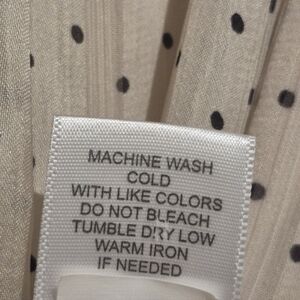 MACHINE WASH
COLD
WITH LIKE COLORS
DO NOT BLEACH
TUMBLE DRY LOW
WARM IRON
IF NEEDED